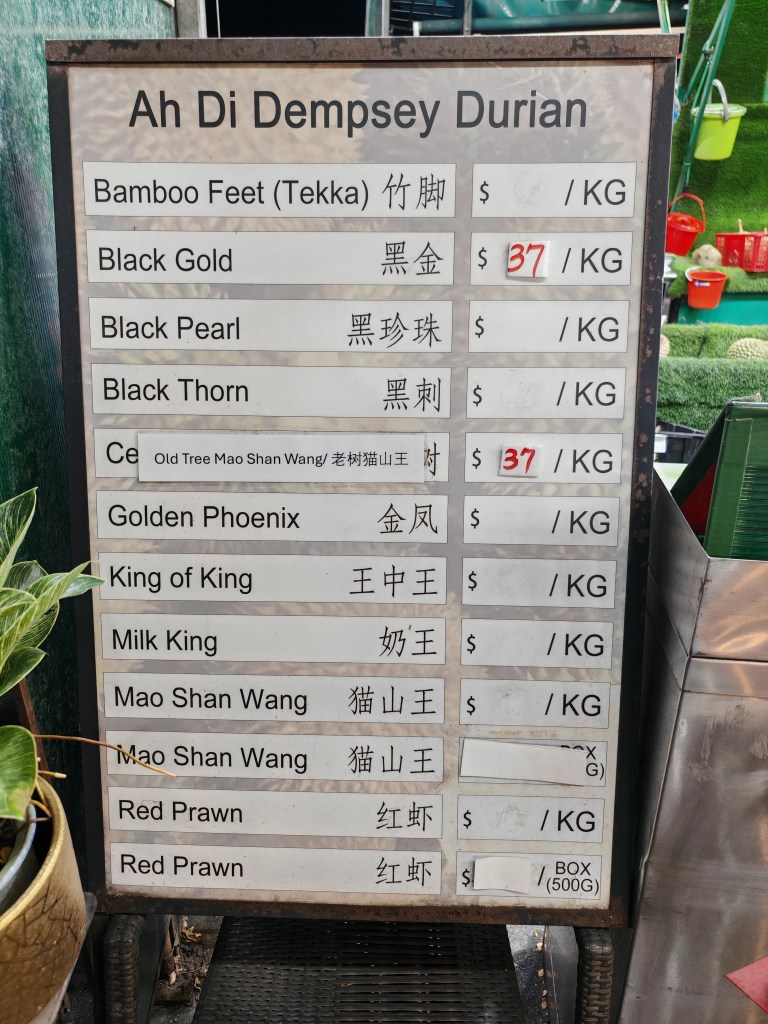 Ah Di Dempsey Durian
Bamboo Feet (Tekka) 竹脚 $ / KG
Black Gold 黑金 $ 37 / KG
Black Pearl 黑珍珠 $ / KG
Black Thorn 黑刺 $ / KG
Ce Old Tree Mao Shan Wang/ 老树猫山王 树 $ 37 / KG
Golden Phoenix 金凤 $ / KG
King of King 王中王 $ / KG
Milk King 奶王 $ / KG
Mao Shan Wang 猫山王 $ / KG
Mao Shan Wang 猫山王 BOX
G)
Red Prawn 红虾 $ / KG
Red Prawn 红虾 $ / BOX
(500G)